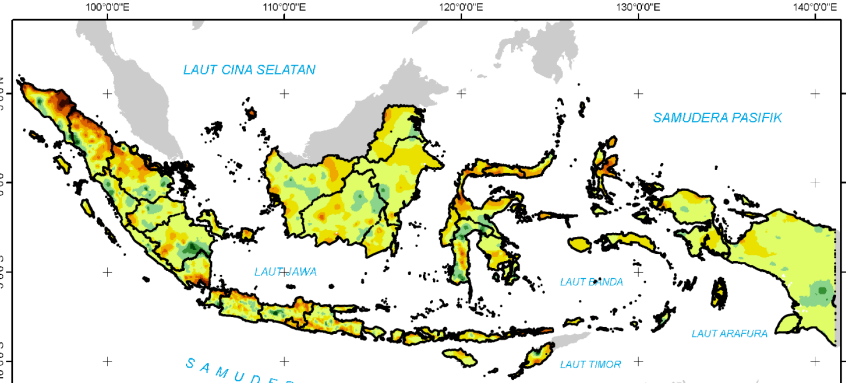 100°0'0"E 110°0'0"E 120°0'0"E 130°0'0"E 140°0'0"E
LAUT CINA SELATAN
SAMUDERA PASIFIK
LAUT JAWA
LAUT BANDA
LAUT ARAFURA
LAUT TIMOR